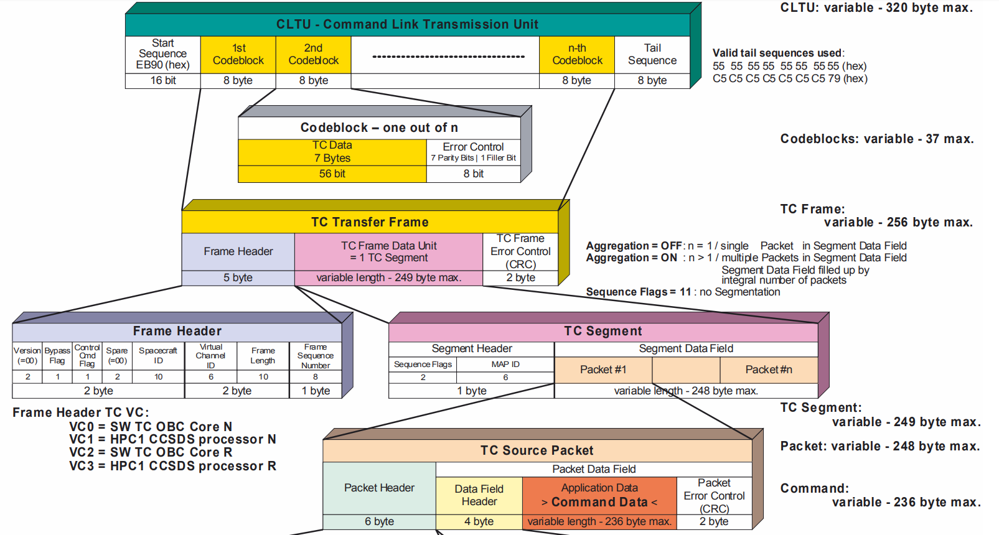 CLTU: variable - 320 byte max.
CLTU - Command Link Transmission Unit
Start
Sequence
EB90 (hex)
1st
Codeblock
2nd
Codeblock
n-th
Codeblock
Tail
Sequence
16 bit
8 byte
8 byte
8 byte
8 byte
Valid tail sequences used:
55 55 55 55 55 55 55 55 (hex)
C5 C5 C5 C5 C5 C5 C5 79 (hex)
Codeblock – one out of n
TC Data
7 Bytes
Error Control
7 Parity Bits | 1 Filler Bit
56 bit
8 bit
Codeblocks: variable - 37 max.
TC Transfer Frame
Frame Header
TC Frame Data Unit
= 1 TC Segment
TC Frame
Error Control
(CRC)
5 byte
variable length - 249 byte max.
2 byte
TC Frame:
variable - 256 byte max.
Aggregation = OFF: n = 1 / single Packet in Segment Data Field
Aggregation = ON : n > 1 / multiple Packets in Segment Data Field
Segment Data Field filled up by
integral number of packets
Sequence Flags = 11 : no Segmentation
Frame Header
Version
(=00)
Bypass
Flag
Control
Cmd
Flag
Spare
(=00)
Spacecraft
ID
Virtual
Channel
ID
Frame
Length
Frame
Sequence
Number
2
1
1
2
10
6
10
8
2 byte
2 byte
1 byte
TC Segment
Segment Header
Segment Data Field
Sequence Flags
MAP ID
Packet #1
Packet #n
2
6
1 byte
variable length - 248 byte max.
Frame Header TC VC:
VC0 = SW TC OBC Core N
VC1 = HPC1 CCSDS processor N
VC2 = SW TC OBC Core R
VC3 = HPC1 CCSDS processor R
TC Segment:
variable - 249 byte max.
Packet: variable - 248 byte max.
TC Source Packet
Packet Header
Packet Data Field
Data Field
Header
Application Data
> Command Data <
Packet
Error Control
(CRC)
6 byte
4 byte
variable length - 236 byte max.
2 byte
Command:
variable - 236 byte max.